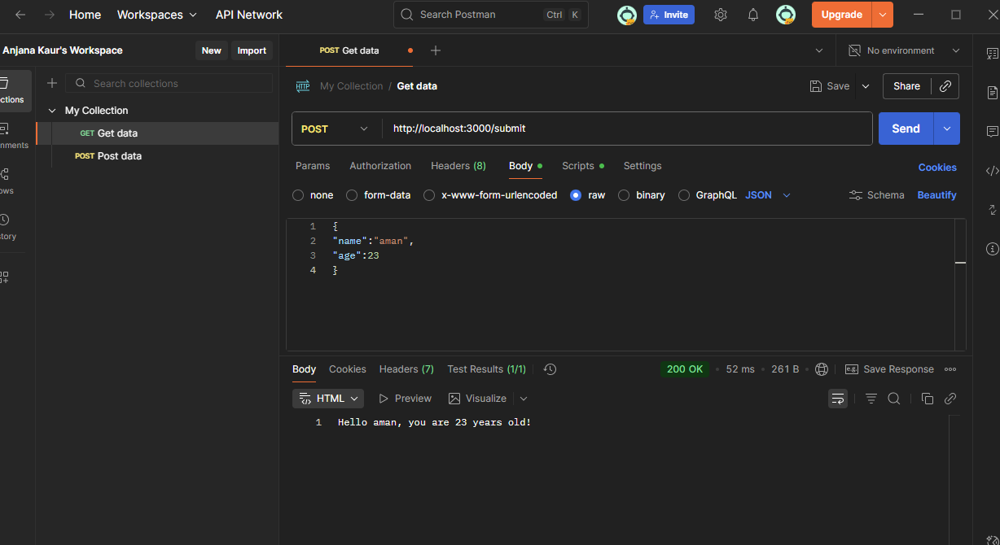 Home Workspaces API Network Search Postman Ctrl K Invite Upgrade
Anjana Kaur's Workspace New Import POST Get data No environment
Search collections
My Collection / Get data Save Share
ctions
My Collection
GET Get data
POST http://localhost:3000/submit Send
nments
POST Post data
Params Authorization Headers (8) Body Scripts Settings Cookies
ows
none form-data x-www-form-urlencoded raw binary GraphQL JSON Schema Beautify
1 {
story
2 "name":"aman",
3 "age":23
4 }
Body Cookies Headers (7) Test Results (1/1) 200 OK • 52 ms • 261 B • e.g. Save Response
HTML Preview Visualize
1 Hello aman, you are 23 years old!